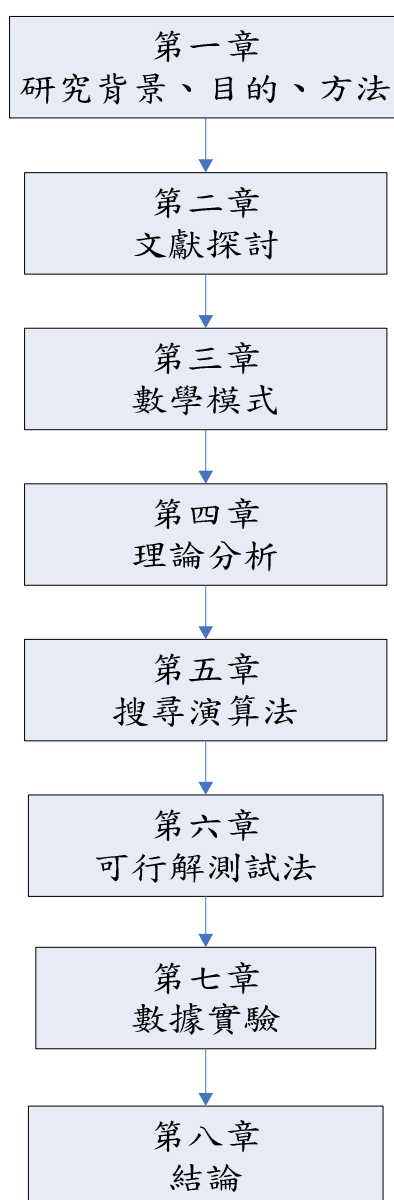 第一章
研究背景、目的、方法
第二章
文獻探討
第三章
數學模式
第四章
理論分析
第五章
搜尋演算法
第六章
可行解測試法
第七章
數據實驗
第八章
結論